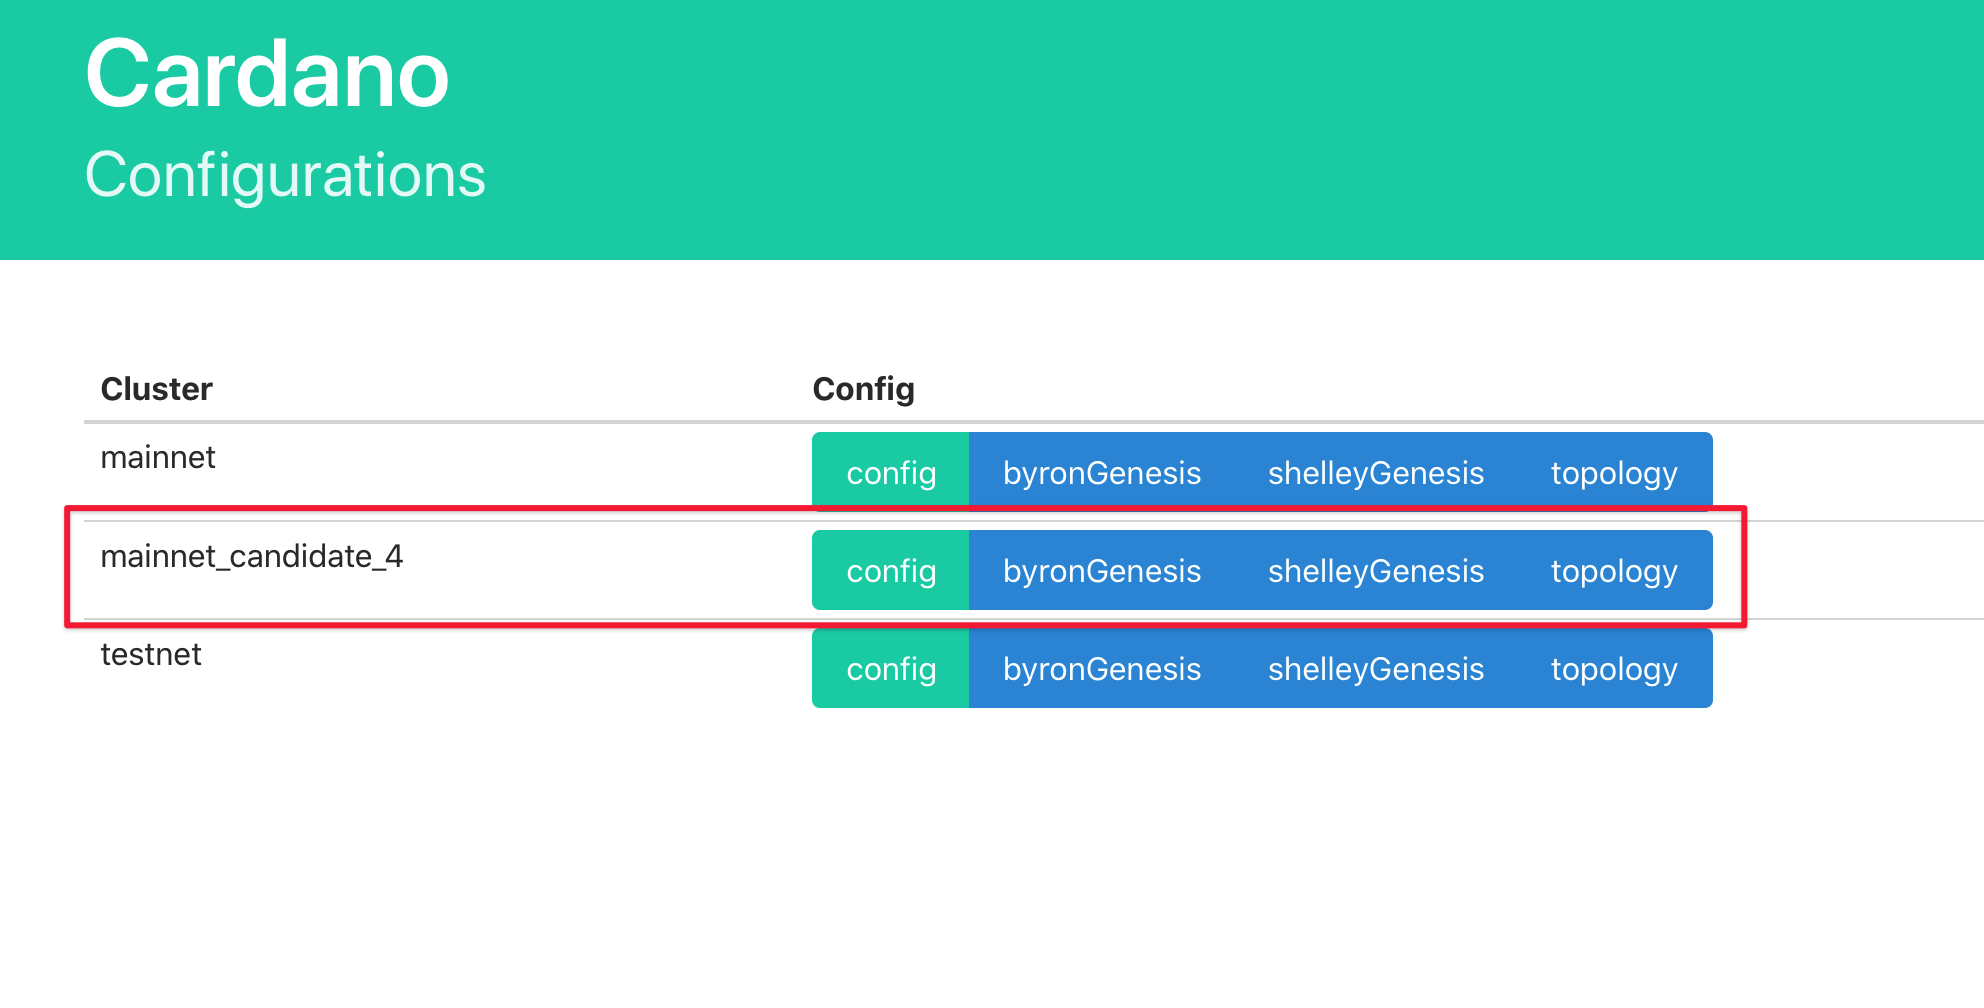 Cardano
Configurations
Cluster Config
mainnet config byronGenesis shelleyGenesis topology
mainnet_candidate_4 config byronGenesis shelleyGenesis topology
testnet config byronGenesis shelleyGenesis topology